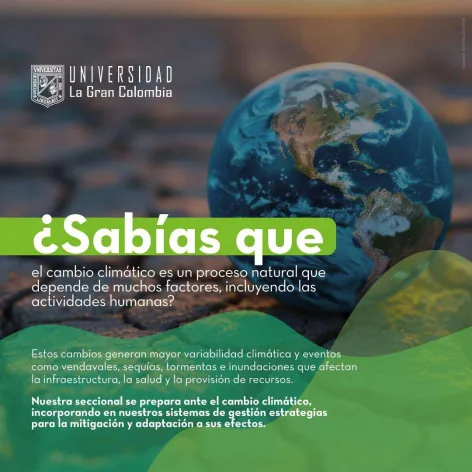 UNIVERSITAS
UNIVERSIDAD
La Gran Colombia
¿Sabías que
el cambio climático es un proceso natural que
depende de muchos factores, incluyendo las
actividades humanas?
Estos cambios generan mayor variabilidad climática y eventos
como vendavales, sequías, tormentas e inundaciones que afectan
la infraestructura, la salud y la provisión de recursos.
Nuestra seccional se prepara ante el cambio climático,
incorporando en nuestros sistemas de gestión estrategias
para la mitigación y adaptación a sus efectos.